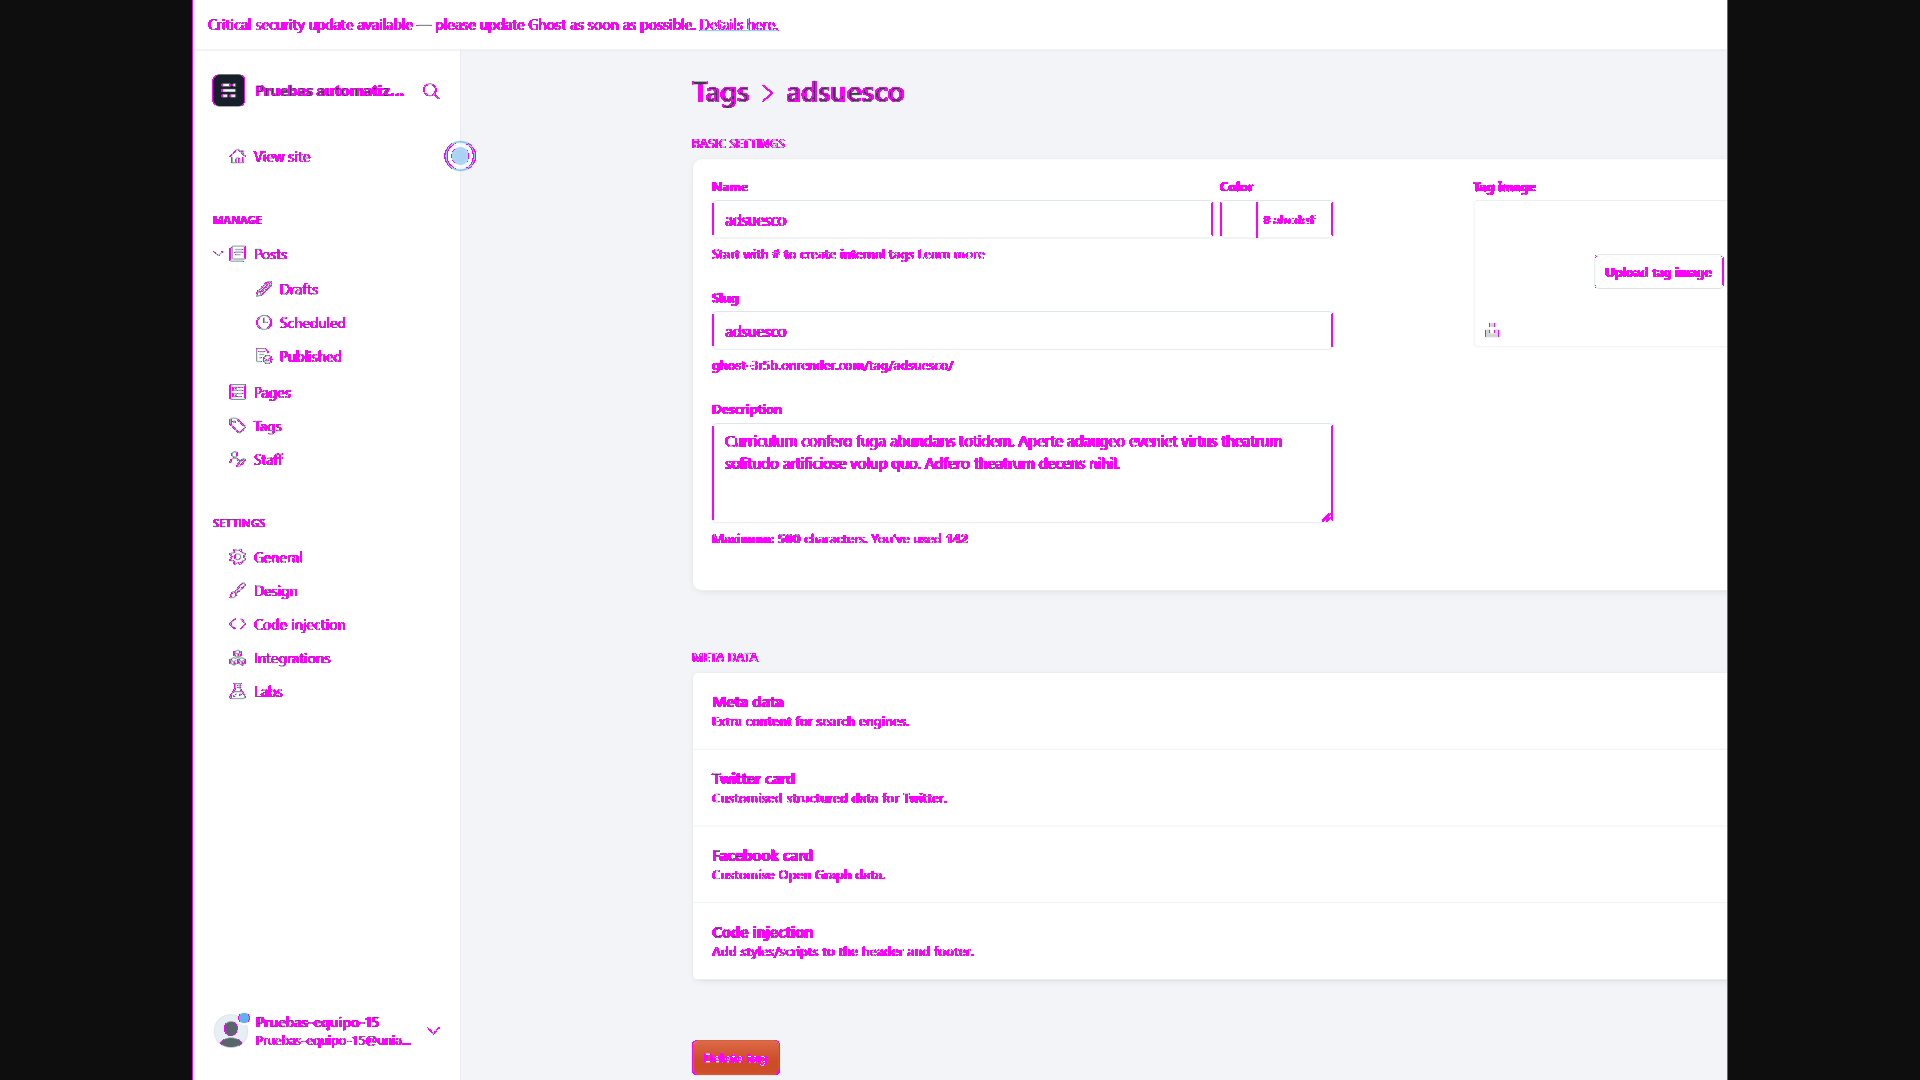 Critical security update available — please update Ghost as soon as possible. Details here.
Pruebas automatiz...
View site
MANAGE
Posts
Drafts
Scheduled
Published
Pages
Tags
Staff
SETTINGS
General
Design
Code injection
Integrations
Labs
Pruebas-equipo-15
Pruebas-equipo-15@unia...
Tags > adsuesco
BASIC SETTINGS
Name
adsuesco
Start with # to create internal tags Learn more
Color
# abcdef
Slug
adsuesco
ghost-3r5b.onrender.com/tag/adsuesco/
Description
Curriculum confero fuga abundans totidem. Aperte adaugeo eveniet virtus theatrum
solitudo artificiose volup quo. Adfero theatrum decens nihil.
Maximum: 500 characters. You've used 142
Tag image
Upload tag image
META DATA
Meta data
Extra content for search engines.
Twitter card
Customised structured data for Twitter.
Facebook card
Customise Open Graph data.
Code injection
Add styles/scripts to the header and footer.
Delete tag